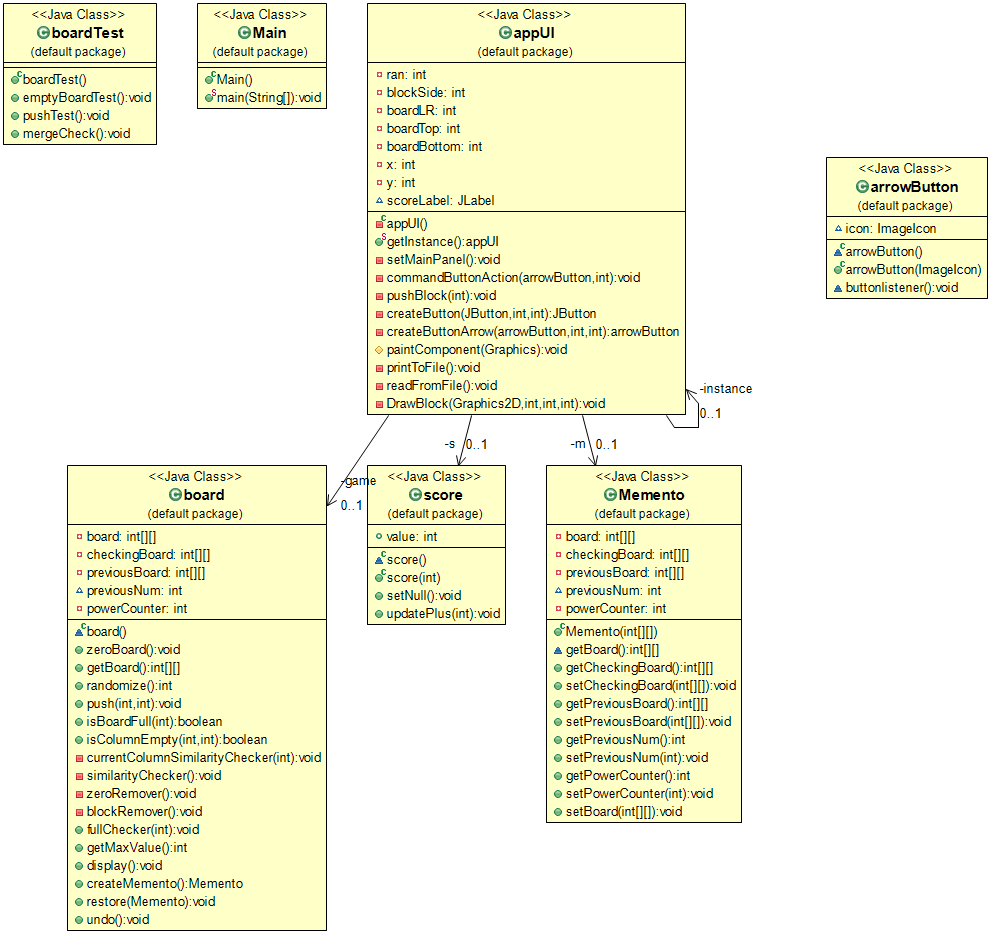 <<Java Class>>
boardTest
(default package)
boardTest()
emptyBoardTest():void
pushTest():void
mergeCheck():void
<<Java Class>>
Main
(default package)
Main()
main(String[]):void
<<Java Class>>
appUI
(default package)
ran: int
blockSide: int
boardLR: int
boardTop: int
boardBottom: int
x: int
y: int
scoreLabel: JLabel
appUI()
getInstance():appUI
setMainPanel():void
commandButtonAction(arrowButton,int):void
pushBlock(int):void
createButton(JButton,int,int):JButton
createButtonArrow(arrowButton,int,int):arrowButton
paintComponent(Graphics):void
printToFile():void
readFromFile():void
DrawBlock(Graphics2D,int,int,int):void
<<Java Class>>
arrowButton
(default package)
icon: ImageIcon
arrowButton()
arrowButton(ImageIcon)
buttonlistener():void
-instance
0..1
-game
0..1
-s 0..1
-m 0..1
<<Java Class>>
board
(default package)
board: int[][]
checkingBoard: int[][]
previousBoard: int[][]
previousNum: int
powerCounter: int
board()
zeroBoard():void
getBoard():int[][]
randomize():int
push(int,int):void
isBoardFull(int):boolean
isColumnEmpty(int,int):boolean
currentColumnSimilarityChecker(int):void
similarityChecker():void
zeroRemover():void
blockRemover():void
fullChecker(int):void
getMaxValue():int
display():void
createMemento():Memento
restore(Memento):void
undo():void
<<Java Class>>
score
(default package)
value: int
score()
score(int)
setNull():void
updatePlus(int):void
<<Java Class>>
Memento
(default package)
board: int[][]
checkingBoard: int[][]
previousBoard: int[][]
previousNum: int
powerCounter: int
Memento(int[][])
getBoard():int[][]
getCheckingBoard():int[][]
setCheckingBoard(int[][]):void
getPreviousBoard():int[][]
setPreviousBoard(int[][]):void
getPreviousNum():int
setPreviousNum(int):void
getPowerCounter():int
setPowerCounter(int):void
setBoard(int[][]):void